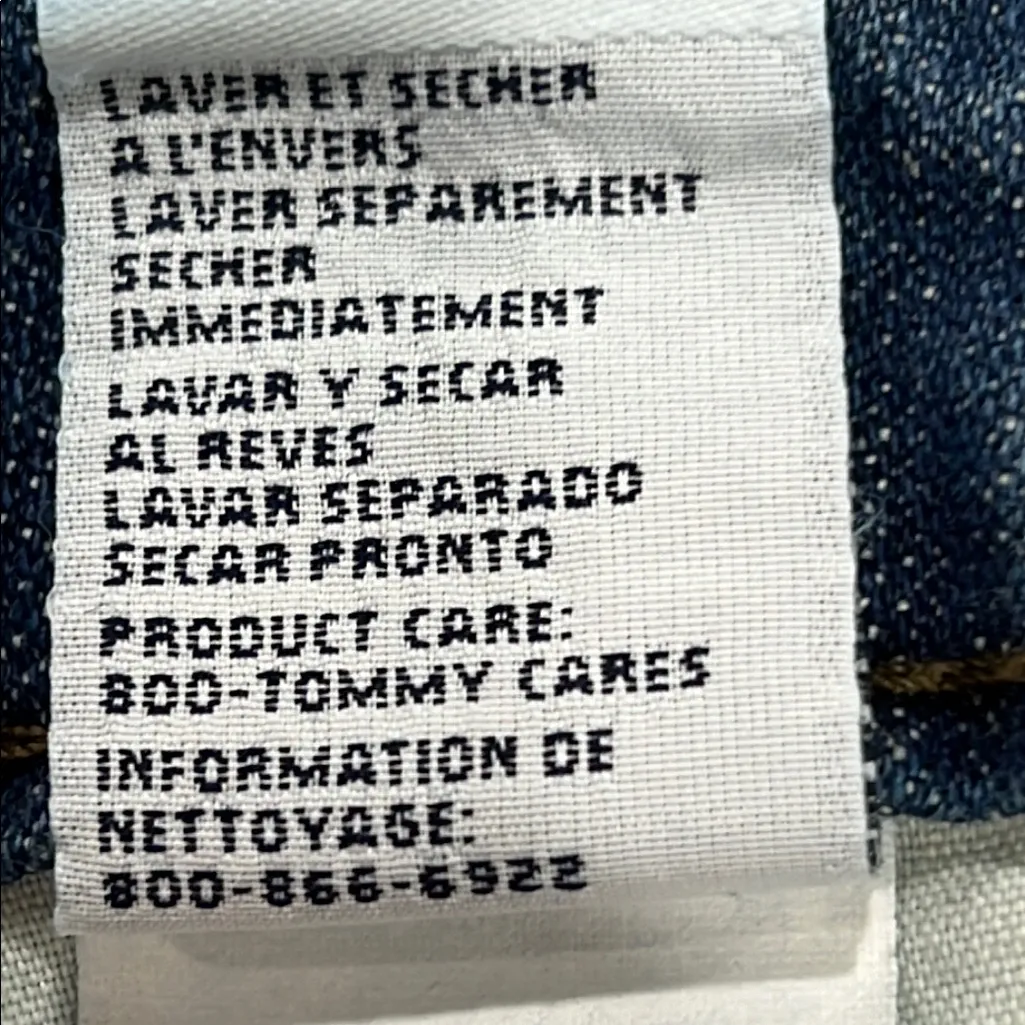 LAVER ET SECHER
A L'ENVERS
LAVER SEPAREMENT
SECHER
IMMEDIATEMENT
LAVAR Y SECAR
AL REVES
LAVAR SEPARADO
SECAR PRONTO
PRODUCT CARE:
800-TOMMY CARES
INFORMATION DE
NETTOYAGE:
800-866-6922